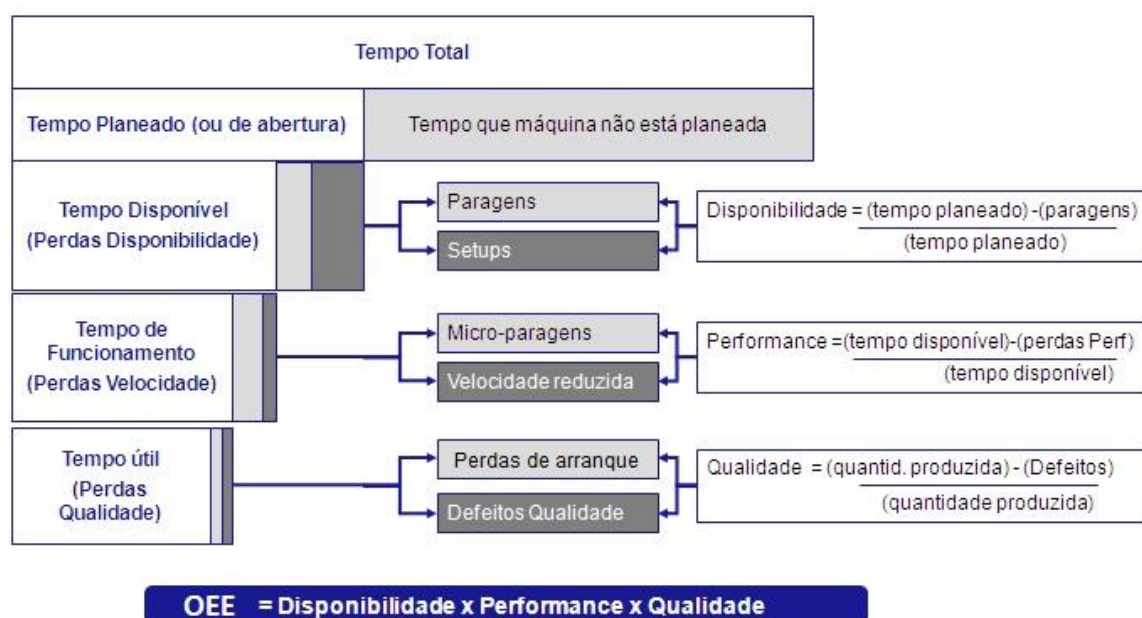 Tempo Total
Tempo Planeado (ou de abertura)
Tempo que máquina não está planeada
Tempo Disponível
(Perdas Disponibilidade)
Paragens
Setups
Disponibilidade = (tempo planeado) -(paragens)
(tempo planeado)
Tempo de
Funcionamento
(Perdas Velocidade)
Micro-paragens
Velocidade reduzida
Performance =(tempo disponível)-(perdas Perf)
(tempo disponível)
Tempo útil
(Perdas
Qualidade)
Perdas de arranque
Defeitos Qualidade
Qualidade = (quantid. produzida) - (Defeitos)
(quantidade produzida)
OEE = Disponibilidade x Performance x Qualidade